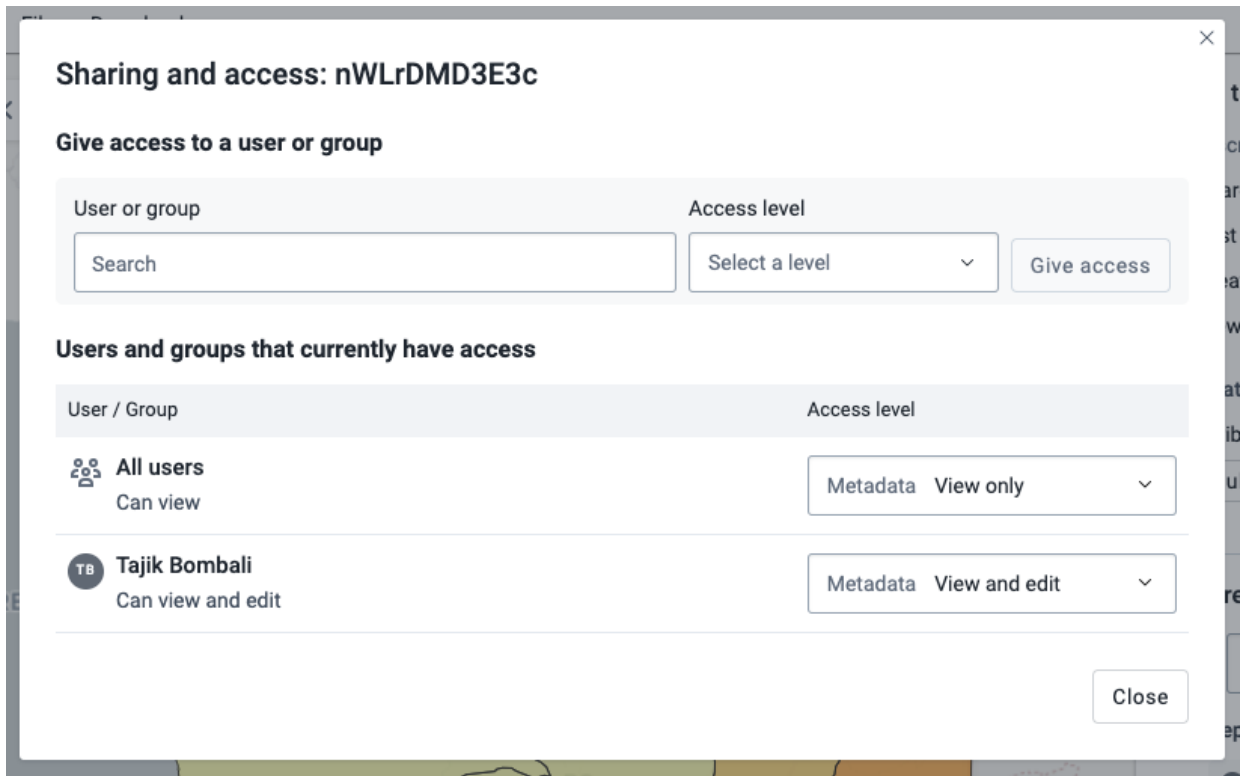 Sharing and access: nWLrDMD3E3c
Give access to a user or group
User or group
Access level
Search
Select a level
Give access
Users and groups that currently have access
User / Group
Access level
All users
Can view
Metadata View only
TB
Tajik Bombali
Can view and edit
Metadata View and edit
Close